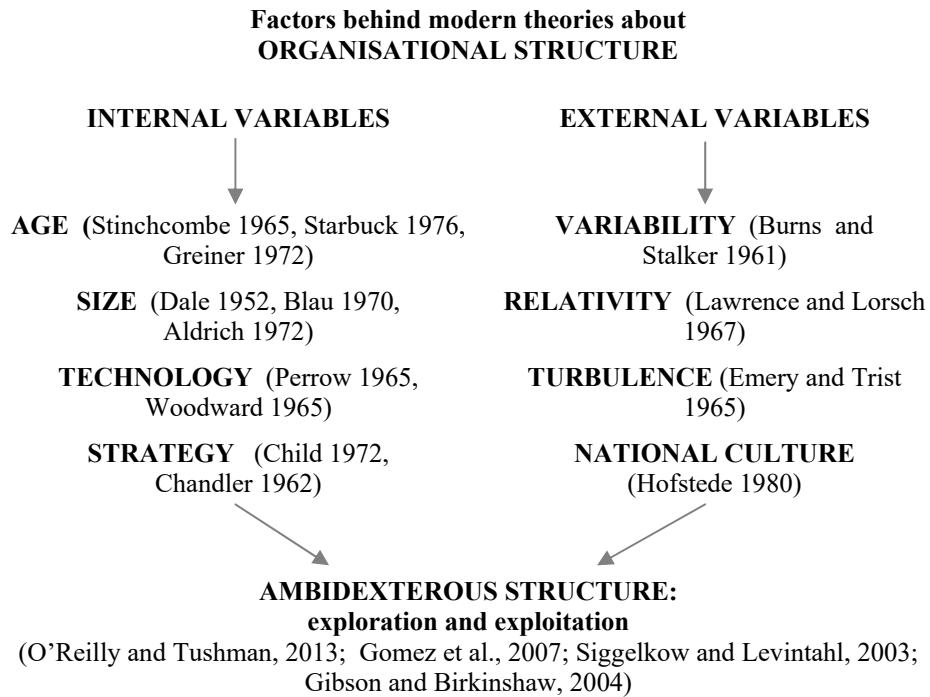 Factors behind modern theories about
ORGANISATIONAL STRUCTURE
INTERNAL VARIABLES
AGE (Stinchcombe 1965, Starbuck 1976,
Greiner 1972)
SIZE (Dale 1952, Blau 1970,
Aldrich 1972)
TECHNOLOGY (Perrow 1965,
Woodward 1965)
STRATEGY (Child 1972,
Chandler 1962)
EXTERNAL VARIABLES
VARIABILITY (Burns and
Stalker 1961)
RELATIVITY (Lawrence and Lorsch
1967)
TURBULENCE (Emery and Trist
1965)
NATIONAL CULTURE
(Hofstede 1980)
AMBIDEXTEROUS STRUCTURE:
exploration and exploitation
(O'Reilly and Tushman, 2013; Gomez et al., 2007; Siggelkow and Levintahl, 2003;
Gibson and Birkinshaw, 2004)